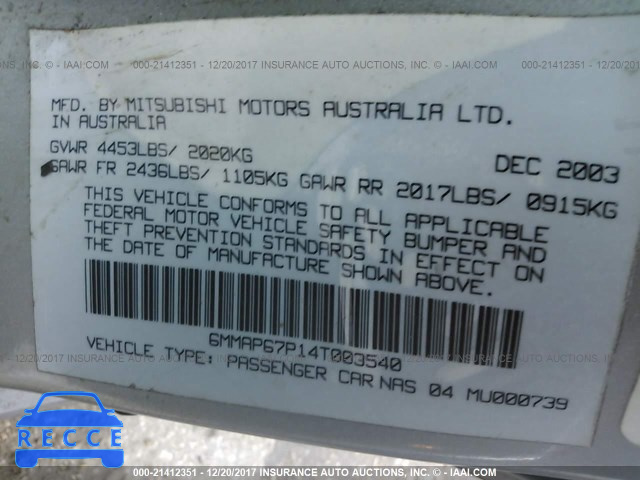 000-21412351 - 12/20/2017 INSURANCE AUTO AUCTIONS, INC. - © IAAI.COM
MFD. BY MITSUBISHI MOTORS AUSTRALIA LTD.
IN AUSTRALIA
GVWR 4453LBS/ 2020KG DEC 2003
GAWR FR 2436LBS/ 1105KG GAWR RR 2017LBS/ 0915KG
THIS VEHICLE CONFORMS TO ALL APPLICABLE
FEDERAL MOTOR VEHICLE SAFETY BUMPER AND
THEFT PREVENTION STANDARDS IN EFFECT ON
THE DATE OF MANUFACTURE SHOWN ABOVE.
6MMAP67P14T003540
VEHICLE TYPE: PASSENGER CAR NAS 04 MU000739
RECCE
000-21412351 - 12/20/2017 INSURANCE AUTO AUCTIONS, INC. - © IAAI.COM